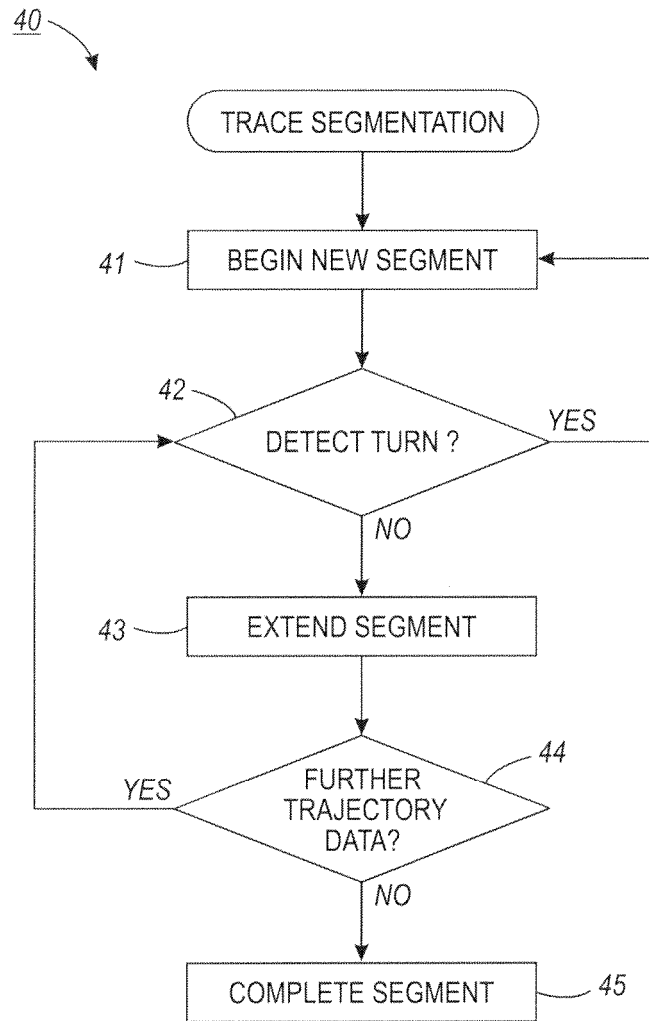 40
TRACE SEGMENTATION
41
BEGIN NEW SEGMENT
42
DETECT TURN ?
YES
NO
43
EXTEND SEGMENT
44
YES
FURTHER
TRAJECTORY
DATA?
NO
COMPLETE SEGMENT
45